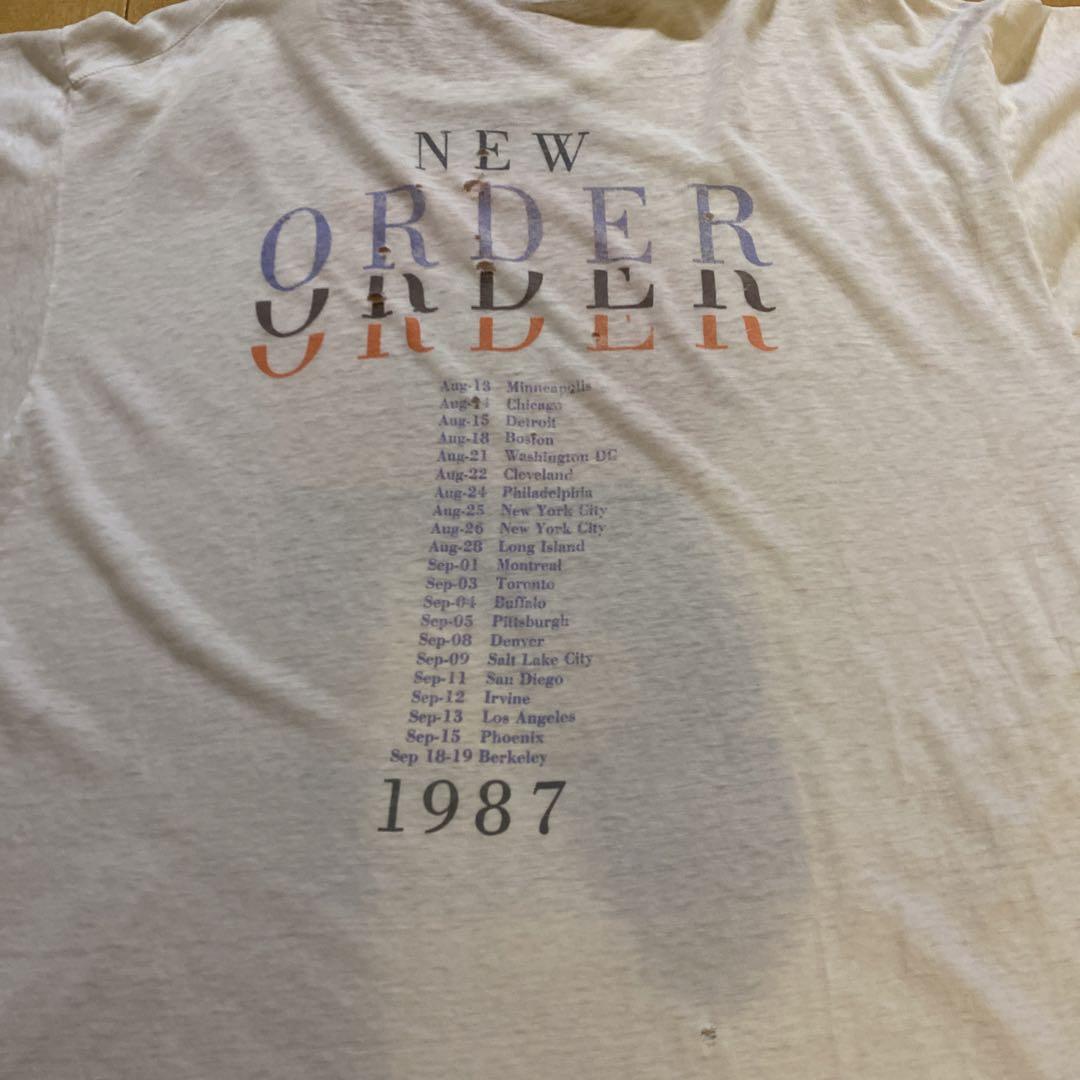 NEW
ORDER
ORDER
ORDER
Aug-13 Minneapolis
Aug-14 Chicago
Aug-15 Detroit
Aug-18 Boston
Aug-21 Washington DC
Aug-22 Cleveland
Aug-24 Philadelphia
Aug-25 New York City
Aug-26 New York City
Aug-28 Long Island
Sep-01 Montreal
Sep-03 Toronto
Sep-04 Buffalo
Sep-05 Pittsburgh
Sep-08 Denver
Sep-09 Salt Lake City
Sep-11 San Diego
Sep-12 Irvine
Sep-13 Los Angeles
Sep-15 Phoenix
Sep 18-19 Berkeley
1987